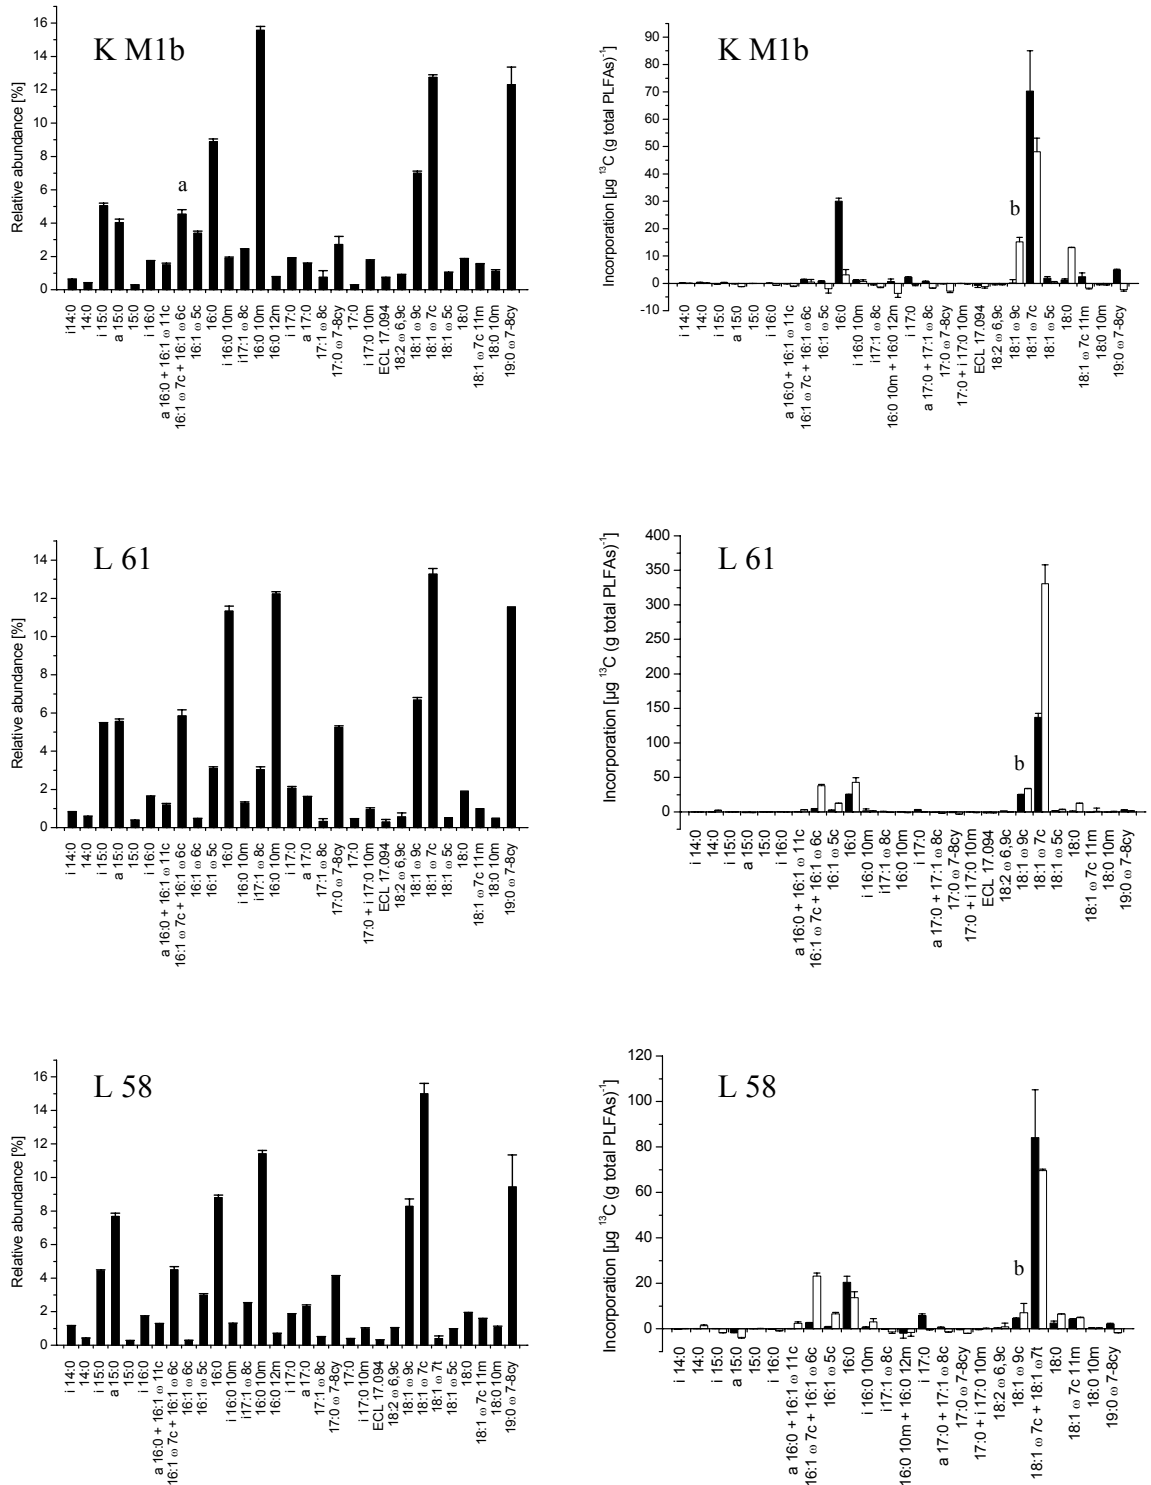 K M1b
Relative abundance [%]
16
14
12
10
8
6
4
2
0
a
i14:0
14:0
i 15:0
a 15:0
15:0
i 16:0
a 16:0 + 16:1 ω 11c
16:1 ω 7c + 16:1 ω 6c
16:1 ω 5c
16:0
i 16:0 10m
i17:1 ω 8c
16:0 10m
16:0 12m
i 17:0
a 17:0
17:1 ω 8c
17:0 ω 7-8cy
17:0
i 17:0 10m
ECL 17.094
18:2 ω 6,9c
18:1 ω 9c
18:1 ω 7c
18:1 ω 5c
18:0
18:1 ω 7c 11m
18:0 10m
19:0 ω 7-8cy
K M1b
Incorporation [µg 13C (g total PLFAs)-1]
90
80
70
60
50
40
30
20
10
0
-10
b
i 14:0
14:0
i 15:0
a 15:0
15:0
i 16:0
a 16:0 + 16:1 ω 11c
16:1 ω 7c + 16:1 ω 6c
16:1 ω 5c
16:0
i 16:0 10m
i17:1 ω 8c
16:0 10m + 16:0 12m
i 17:0
a 17:0 + 17:1 ω 8c
17:0 ω 7-8cy
17:0 + i 17:0 10m
ECL 17.094
18:2 ω 6,9c
18:1 ω 9c
18:1 ω 7c
18:1 ω 5c
18:0
18:1 ω 7c 11m
18:0 10m
19:0 ω 7-8cy
L 61
Relative abundance [%]
14
12
10
8
6
4
2
0
i 14:0
14:0
i 15:0
a 15:0
15:0
i 16:0
a 16:0 + 16:1 ω 11c
16:1 ω 7c + 16:1 ω 6c
16:1 ω 6c
16:1 ω 5c
16:0
i 16:0 10m
i17:1 ω 8c
16:0 10m
i 17:0
a 17:0
17:1 ω 8c
17:0 ω 7-8cy
17:0
17:0 + i 17:0 10m
ECL 17.094
18:2 ω 6,9c
18:1 ω 9c
18:1 ω 7c
18:1 ω 5c
18:0
18:1 ω 7c 11m
18:0 10m
19:0 ω 7-8cy
L 61
Incorporation [µg 13C (g total PLFAs)-1]
400
350
300
250
200
150
100
50
0
b
i 14:0
14:0
i 15:0
a 15:0
15:0
i 16:0
a 16:0 + 16:1 ω 11c
16:1 ω 7c + 16:1 ω 6c
16:1 ω 5c
16:0
i 16:0 10m
i17:1 ω 8c
16:0 10m
i 17:0
a 17:0 + 17:1 ω 8c
17:0 ω 7-8cy
17:0 + i 17:0 10m
ECL 17.094
18:2 ω 6,9c
18:1 ω 9c
18:1 ω 7c
18:1 ω 5c
18:0
18:1 ω 7c 11m
18:0 10m
19:0 ω 7-8cy
L 58
Relative abundance [%]
16
14
12
10
8
6
4
2
0
i 14:0
14:0
i 15:0
a 15:0
15:0
i 16:0
a 16:0 + 16:1 ω 11c
16:1 ω 7c + 16:1 ω 6c
16:1 ω 6c
16:1 ω 5c
16:0
i 16:0 10m
i17:1 ω 8c
16:0 10m
16:0 12m
i 17:0
a 17:0
17:1 ω 8c
17:0 ω 7-8cy
17:0
i 17:0 10m
ECL 17.094
18:2 ω 6,9c
18:1 ω 9c
18:1 ω 7c
18:1 ω 7t
18:1 ω 5c
18:0
18:1 ω 7c 11m
18:0 10m
19:0 ω 7-8cy
L 58
Incorporation [µg 13C (g total PLFAs)-1]
120
100
80
60
40
20
0
b
i 14:0
14:0
i 15:0
a 15:0
15:0
i 16:0
a 16:0 + 16:1 ω 11c
16:1 ω 7c + 16:1 ω 6c
16:1 ω 5c
16:0
i 16:0 10m
i17:1 ω 8c
16:0 10m + 16:0 12m
i 17:0
a 17:0 + 17:1 ω 8c
17:0 ω 7-8cy
17:0 + i 17:0 10m
18:2 ω 6,9c
18:1 ω 9c
18:1 ω 7c + 18:1 ω7t
18:0
18:1 ω 7c 11m
18:0 10m
19:0 ω 7-8cy